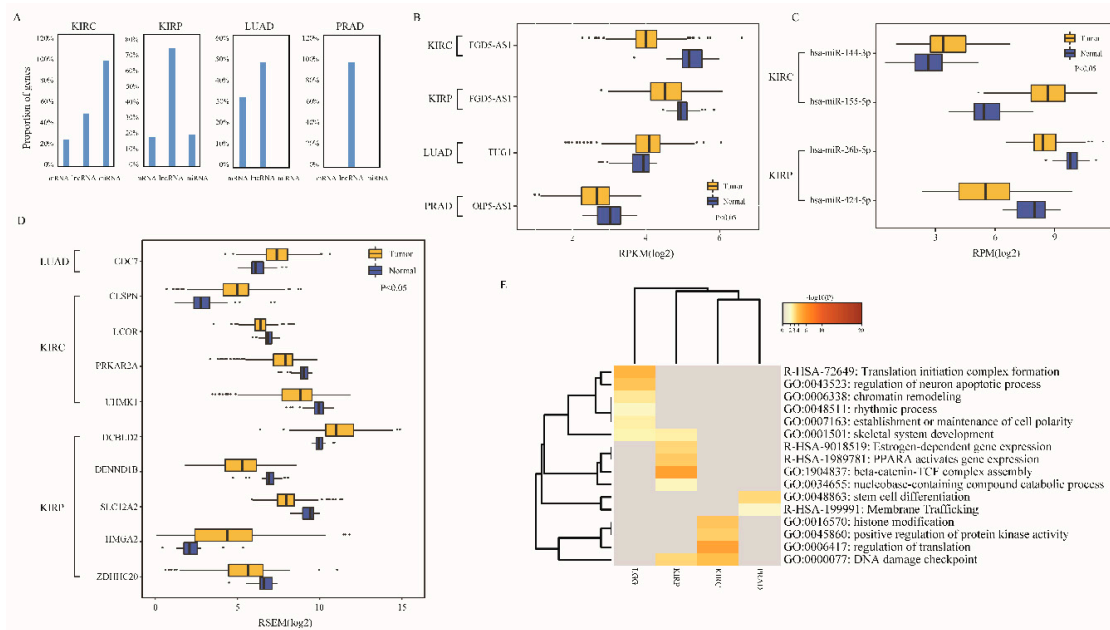 A
KIRC
KIRP
LUAD
PRAD
Proportion of genes
120%
100%
80%
60%
40%
20%
0%
mRNA lncRNA miRNA
80%
70%
60%
50%
40%
30%
20%
10%
0%
mRNA lncRNA miRNA
60%
50%
40%
30%
20%
10%
0%
mRNA lncRNA miRNA
120%
100%
80%
60%
40%
20%
0%
mRNA lncRNA miRNA
B
KIRC
FGD5-AS1
KIRP
FGD5-AS1
LUAD
TUG1
PRAD
OIP5-AS1
Tumor
Normal
P<0.05
2
4
6
RPKM(log2)
C
KIRC
hsa-miR-144-3p
hsa-miR-155-5p
KIRP
hsa-miR-26b-5p
hsa-miR-424-5p
Tumor
Normal
P<0.05
3
6
9
RPM(log2)
D
LUAD
CDC7
KIRC
CLSPN
LCOR
PRKAR2A
UHMK1
KIRP
DCBLD2
DENND1B
SLC12A2
HMGA2
ZDHHC20
Tumor
Normal
P<0.05
0
5
10
15
RSEM(log2)
E
-log10(P)
0 2 3 4 6 10 20
R-HSA-72649: Translation initiation complex formation
GO:0043523: regulation of neuron apoptotic process
GO:0006338: chromatin remodeling
GO:0048511: rhythmic process
GO:0007163: establishment or maintenance of cell polarity
GO:0001501: skeletal system development
R-HSA-9018519: Estrogen-dependent gene expression
R-HSA-1989781: PPARA activates gene expression
GO:1904837: beta-catenin-TCF complex assembly
GO:0034655: nucleobase-containing compound catabolic process
GO:0048863: stem cell differentiation
R-HSA-199991: Membrane Trafficking
GO:0016570: histone modification
GO:0045860: positive regulation of protein kinase activity
GO:0006417: regulation of translation
GO:0000077: DNA damage checkpoint
LGG
KIRP
KIRC
PRAD